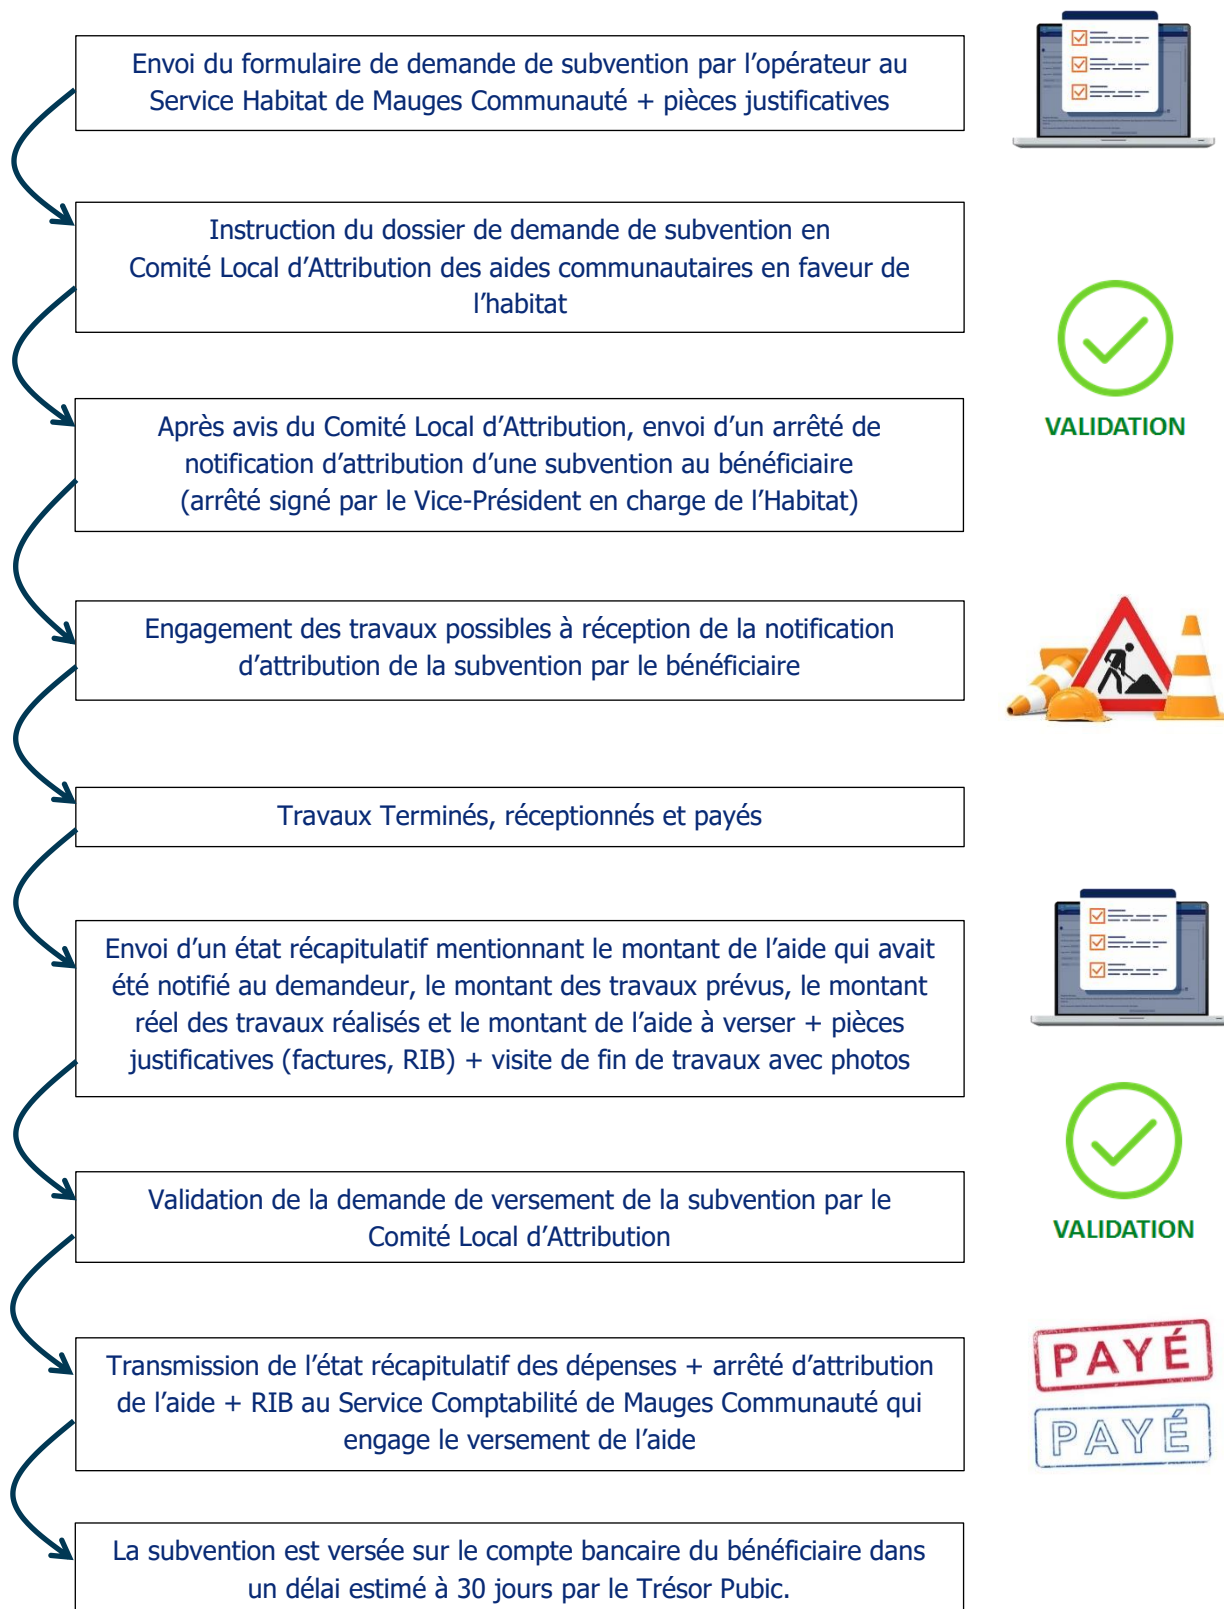 Envoi du formulaire de demande de subvention par l’opérateur au
Service Habitat de Mauges Communauté + pièces justificatives
Instruction du dossier de demande de subvention en
Comité Local d’Attribution des aides communautaires en faveur de
l’habitat
VALIDATION
Après avis du Comité Local d’Attribution, envoi d’un arrêté de
notification d’attribution d’une subvention au bénéficiaire
(arrêté signé par le Vice-Président en charge de l’Habitat)
Engagement des travaux possibles à réception de la notification
d’attribution de la subvention par le bénéficiaire
Travaux Terminés, réceptionnés et payés
Envoi d’un état récapitulatif mentionnant le montant de l’aide qui avait
été notifié au demandeur, le montant des travaux prévus, le montant
réel des travaux réalisés et le montant de l’aide à verser + pièces
justificatives (factures, RIB) + visite de fin de travaux avec photos
Validation de la demande de versement de la subvention par le
Comité Local d’Attribution
VALIDATION
Transmission de l’état récapitulatif des dépenses + arrêté d’attribution
de l’aide + RIB au Service Comptabilité de Mauges Communauté qui
engage le versement de l’aide
PAYÉ
PAYÉ
La subvention est versée sur le compte bancaire du bénéficiaire dans
un délai estimé à 30 jours par le Trésor Pubic.